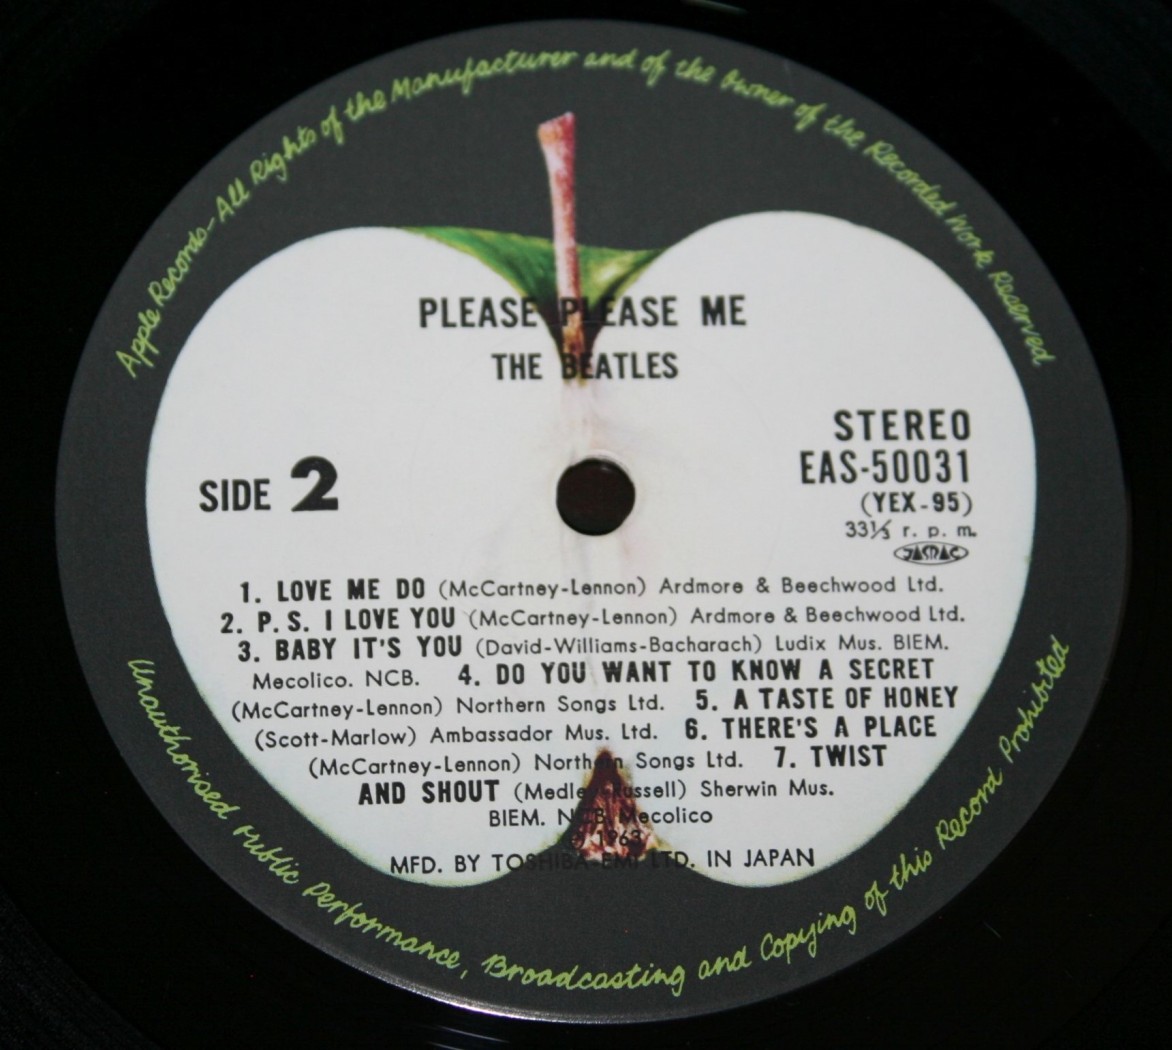 Apple Records-All Rights of the Manufacturer and of the Owner of the Recorded Work Reserved
PLEASE PLEASE ME
THE BEATLES
STEREO
EAS-50031
SIDE 2
(YEX-95)
33⅓ r. p. m.
JASRAC
1. LOVE ME DO (McCartney-Lennon) Ardmore & Beechwood Ltd.
2. P. S. I LOVE YOU (McCartney-Lennon) Ardmore & Beechwood Ltd.
3. BABY IT'S YOU (David-Williams-Bacharach) Ludix Mus. BIEM.
Mecolico. NCB. 4. DO YOU WANT TO KNOW A SECRET
(McCartney-Lennon) Northern Songs Ltd. 5. A TASTE OF HONEY
(Scott-Marlow) Ambassador Mus. Ltd. 6. THERE'S A PLACE
(McCartney-Lennon) Northern Songs Ltd. 7. TWIST
AND SHOUT (Medley-Russell) Sherwin Mus.
BIEM. NCB. Mecolico
℗ 1963
MFD. BY TOSHIBA-EMI LTD. IN JAPAN
Unauthorised Public Performance, Broadcasting and Copying of this Record Prohibited